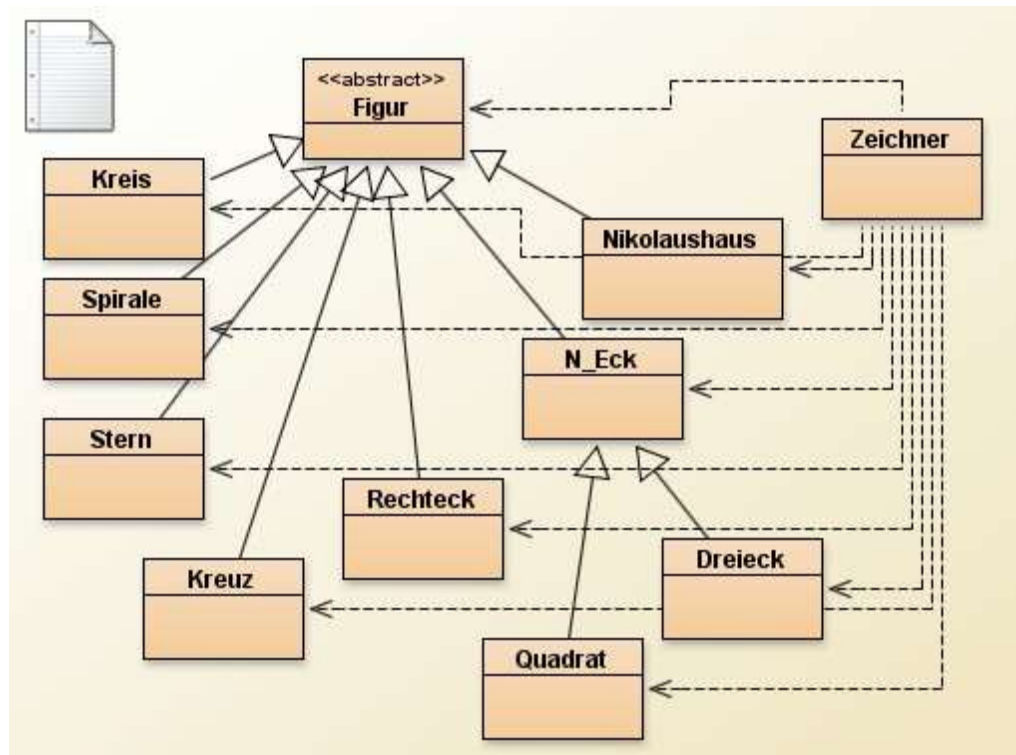 <<abstract>>
Figur
Zeichner
Kreis
Nikolaushaus
Spirale
N_Eck
Stern
Rechteck
Dreieck
Kreuz
Quadrat